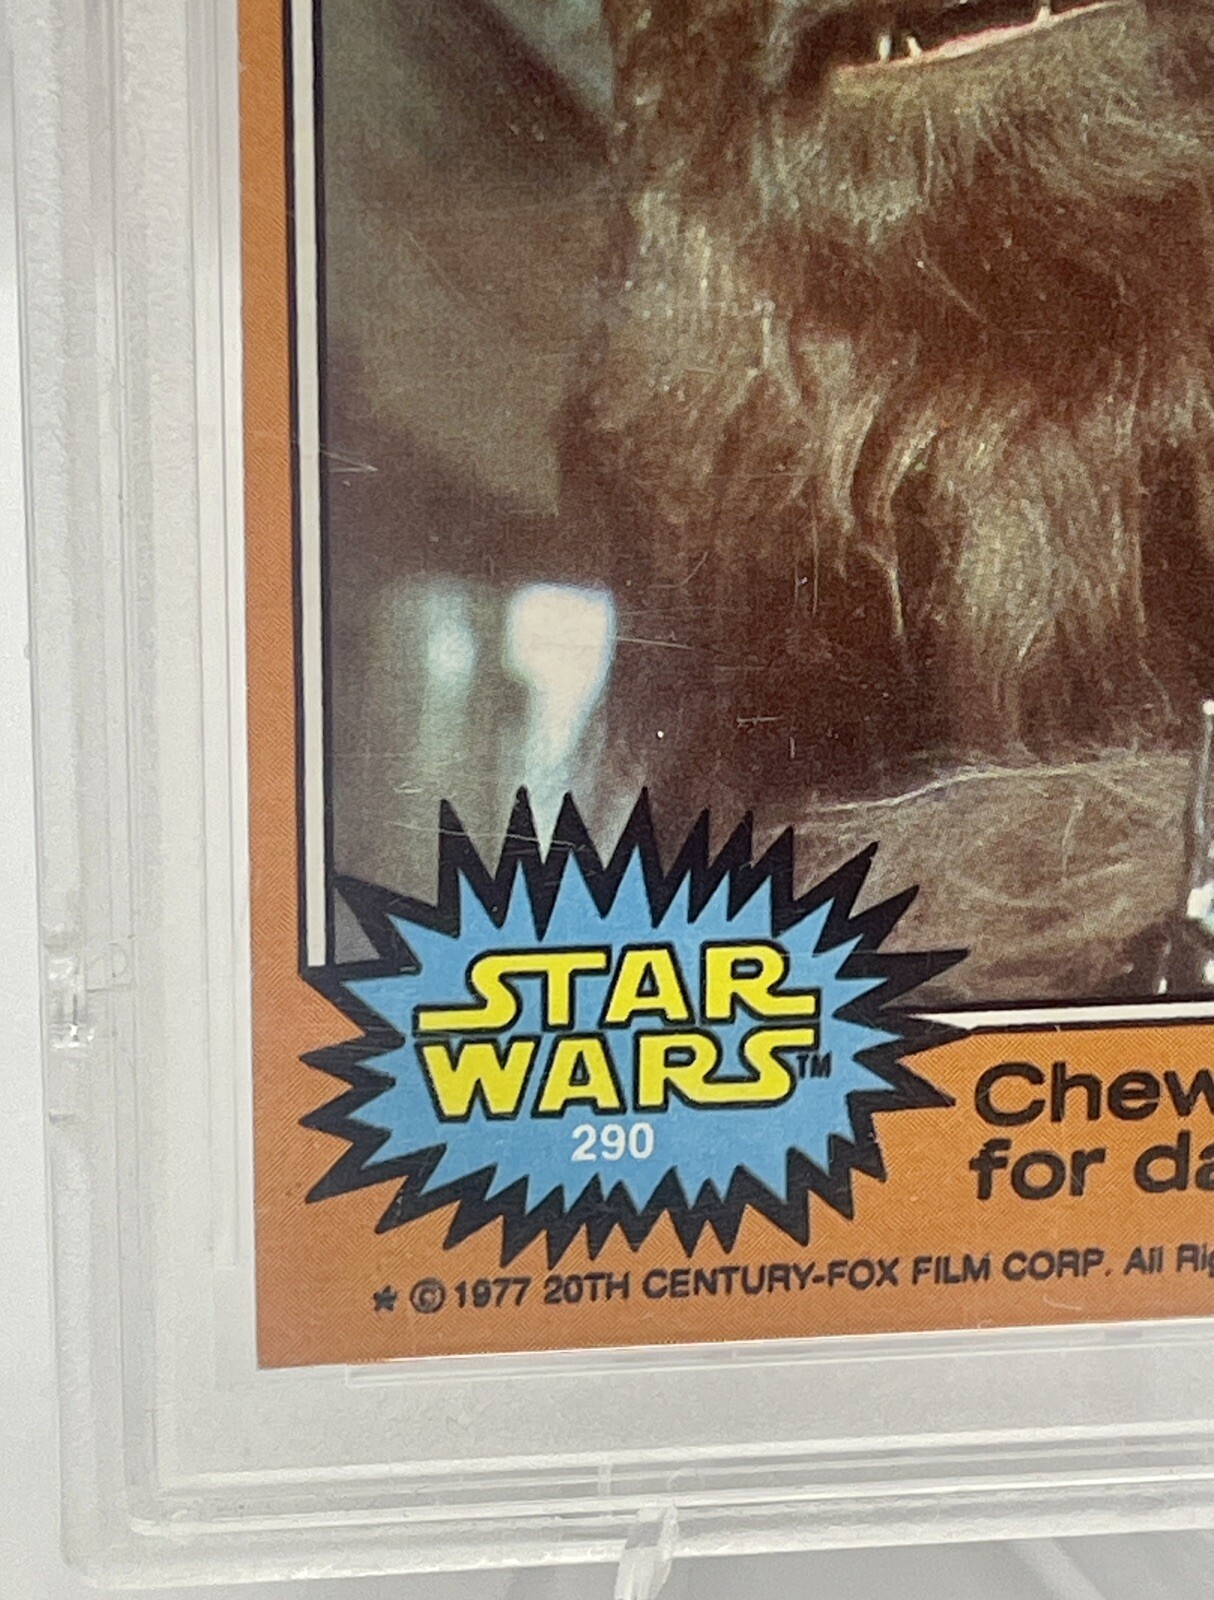 STAR
WARS™
290
Chew
for da
* © 1977 20TH CENTURY-FOX FILM CORP. All Rig